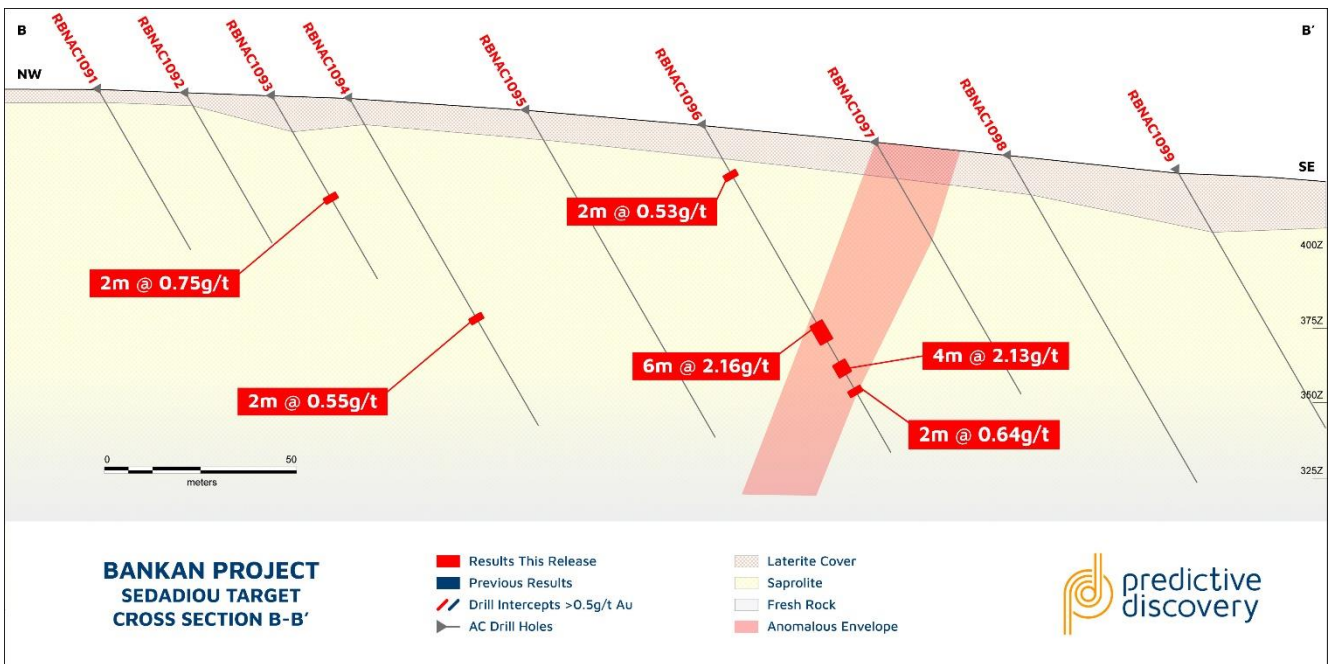 B
B'
NW
SE
RBNAC1091
RBNAC1092
RBNAC1093
RBNAC1094
RBNAC1095
RBNAC1096
RBNAC1097
RBNAC1098
RBNAC1099
2m @ 0.53g/t
2m @ 0.75g/t
6m @ 2.16g/t
4m @ 2.13g/t
2m @ 0.55g/t
2m @ 0.64g/t
400Z
375Z
350Z
325Z
0 50
meters
BANKAN PROJECT
SEDADIOU TARGET
CROSS SECTION B-B'
Results This Release
Previous Results
Drill Intercepts >0.5g/t Au
AC Drill Holes
Laterite Cover
Saprolite
Fresh Rock
Anomalous Envelope
predictive
discovery